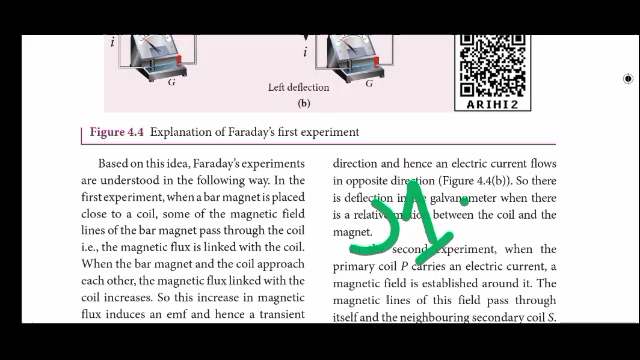 i
G
i
G
Left deflection
(b)
ARIHI2
Figure 4.4 Explanation of Faraday's first experiment
Based on this idea, Faraday's experiments
are understood in the following way. In the
first experiment, when a bar magnet is placed
close to a coil, some of the magnetic field
lines of the bar magnet pass through the coil
i.e., the magnetic flux is linked with the coil.
When the bar magnet and the coil approach
each other, the magnetic flux linked with the
coil increases. So this increase in magnetic
flux induces an emf and hence a transient
direction and hence an electric current flows
in opposite direction (Figure 4.4(b)). So there
is deflection in the galvanometer when there
is a relative motion between the coil and the
magnet.
In the second experiment, when the
primary coil P carries an electric current, a
magnetic field is established around it. The
magnetic lines of this field pass through
itself and the neighbouring secondary coil S.